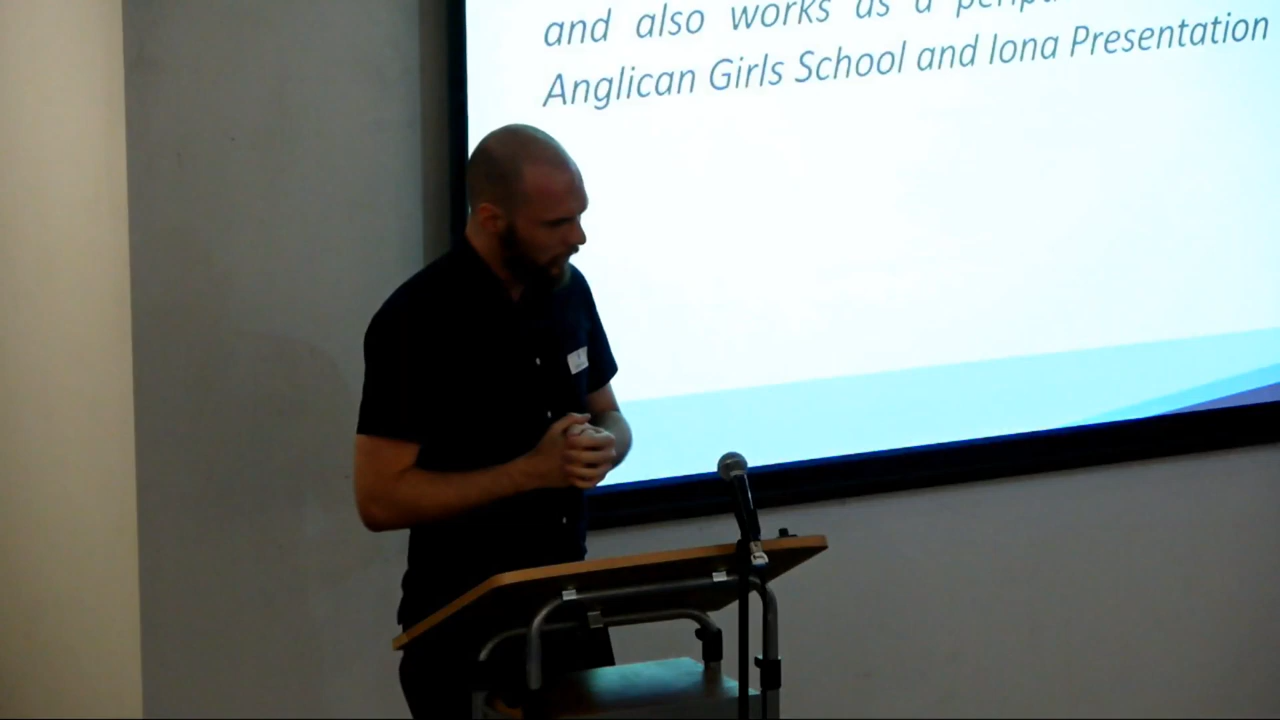 and also works as a
Anglican Girls School and Iona Presentation